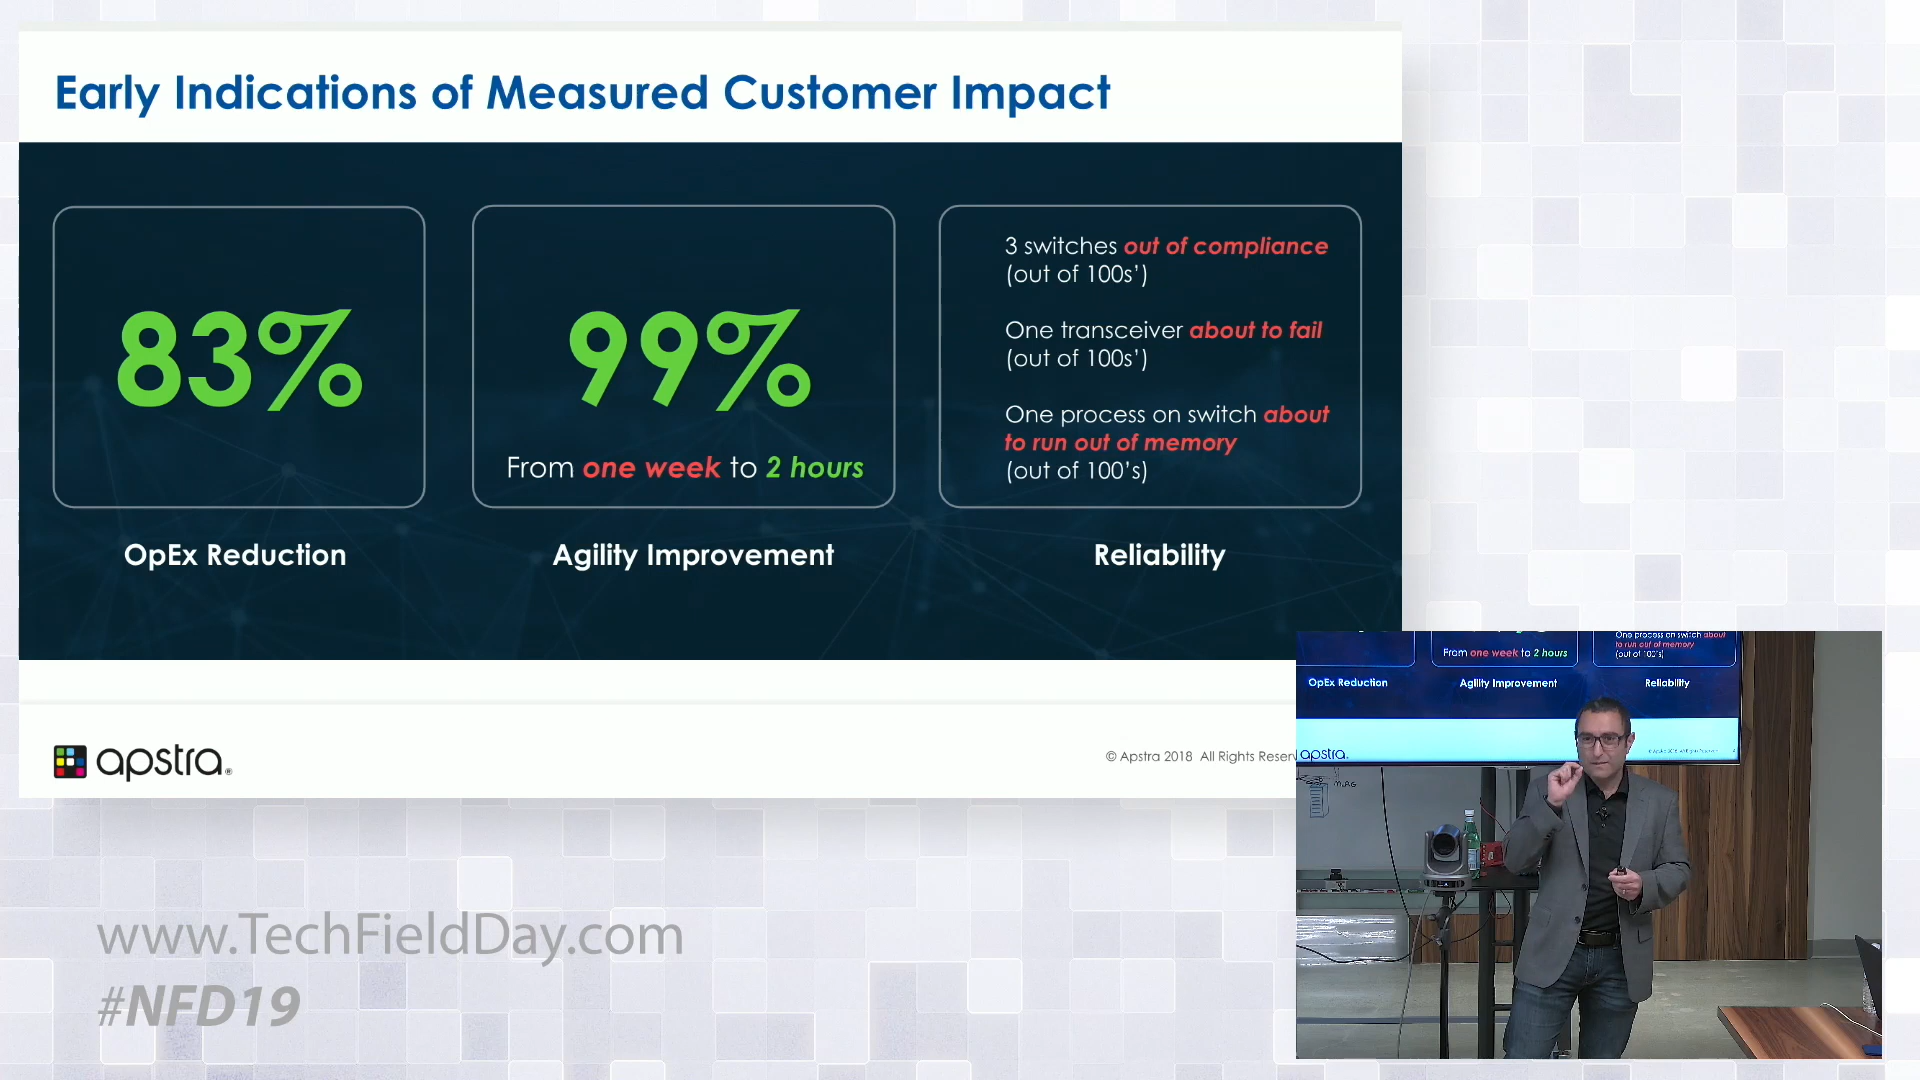 Early Indications of Measured Customer Impact
83%
OpEx Reduction
99%
From one week to 2 hours
Agility Improvement
3 switches out of compliance
(out of 100s’)
One transceiver about to fail
(out of 100s’)
One process on switch about
to run out of memory
(out of 100’s)
Reliability
apstra®
© Apstra 2018 All Rights Reserv
www.TechFieldDay.com
#NFD19
From one week to 2 hours
One process on switch about
to run out of memory
(out of 100's)
OpEx Reduction
Agility Improvement
Reliability
apstra.